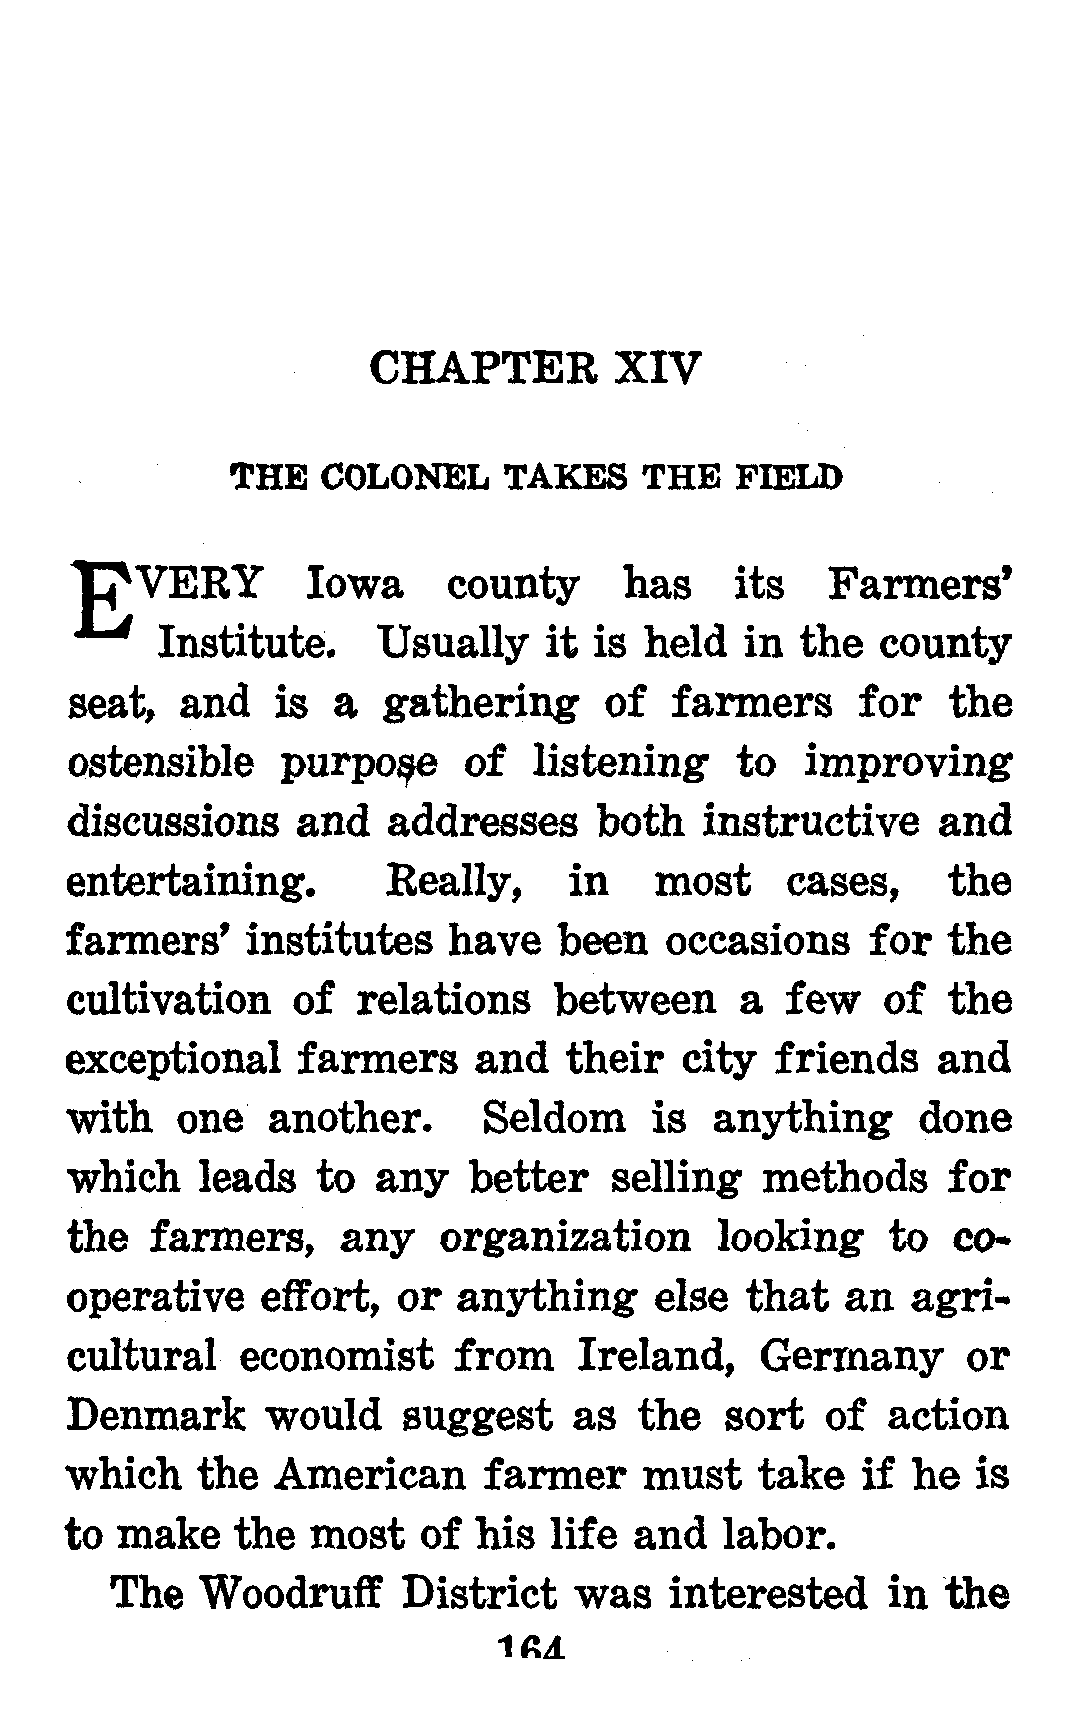 CHAPTER XIV
THE COLONEL TAKES THE FIELD
EVERY Iowa county has its Farmers'
Institute. Usually it is held in the county
seat, and is a gathering of farmers for the
ostensible purpose of listening to improving
discussions and addresses both instructive and
entertaining. Really, in most cases, the
farmers' institutes have been occasions for the
cultivation of relations between a few of the
exceptional farmers and their city friends and
with one another. Seldom is anything done
which leads to any better selling methods for
the farmers, any organization looking to co-
operative effort, or anything else that an agri-
cultural economist from Ireland, Germany or
Denmark would suggest as the sort of action
which the American farmer must take if he is
to make the most of his life and labor.
The Woodruff District was interested in the
164